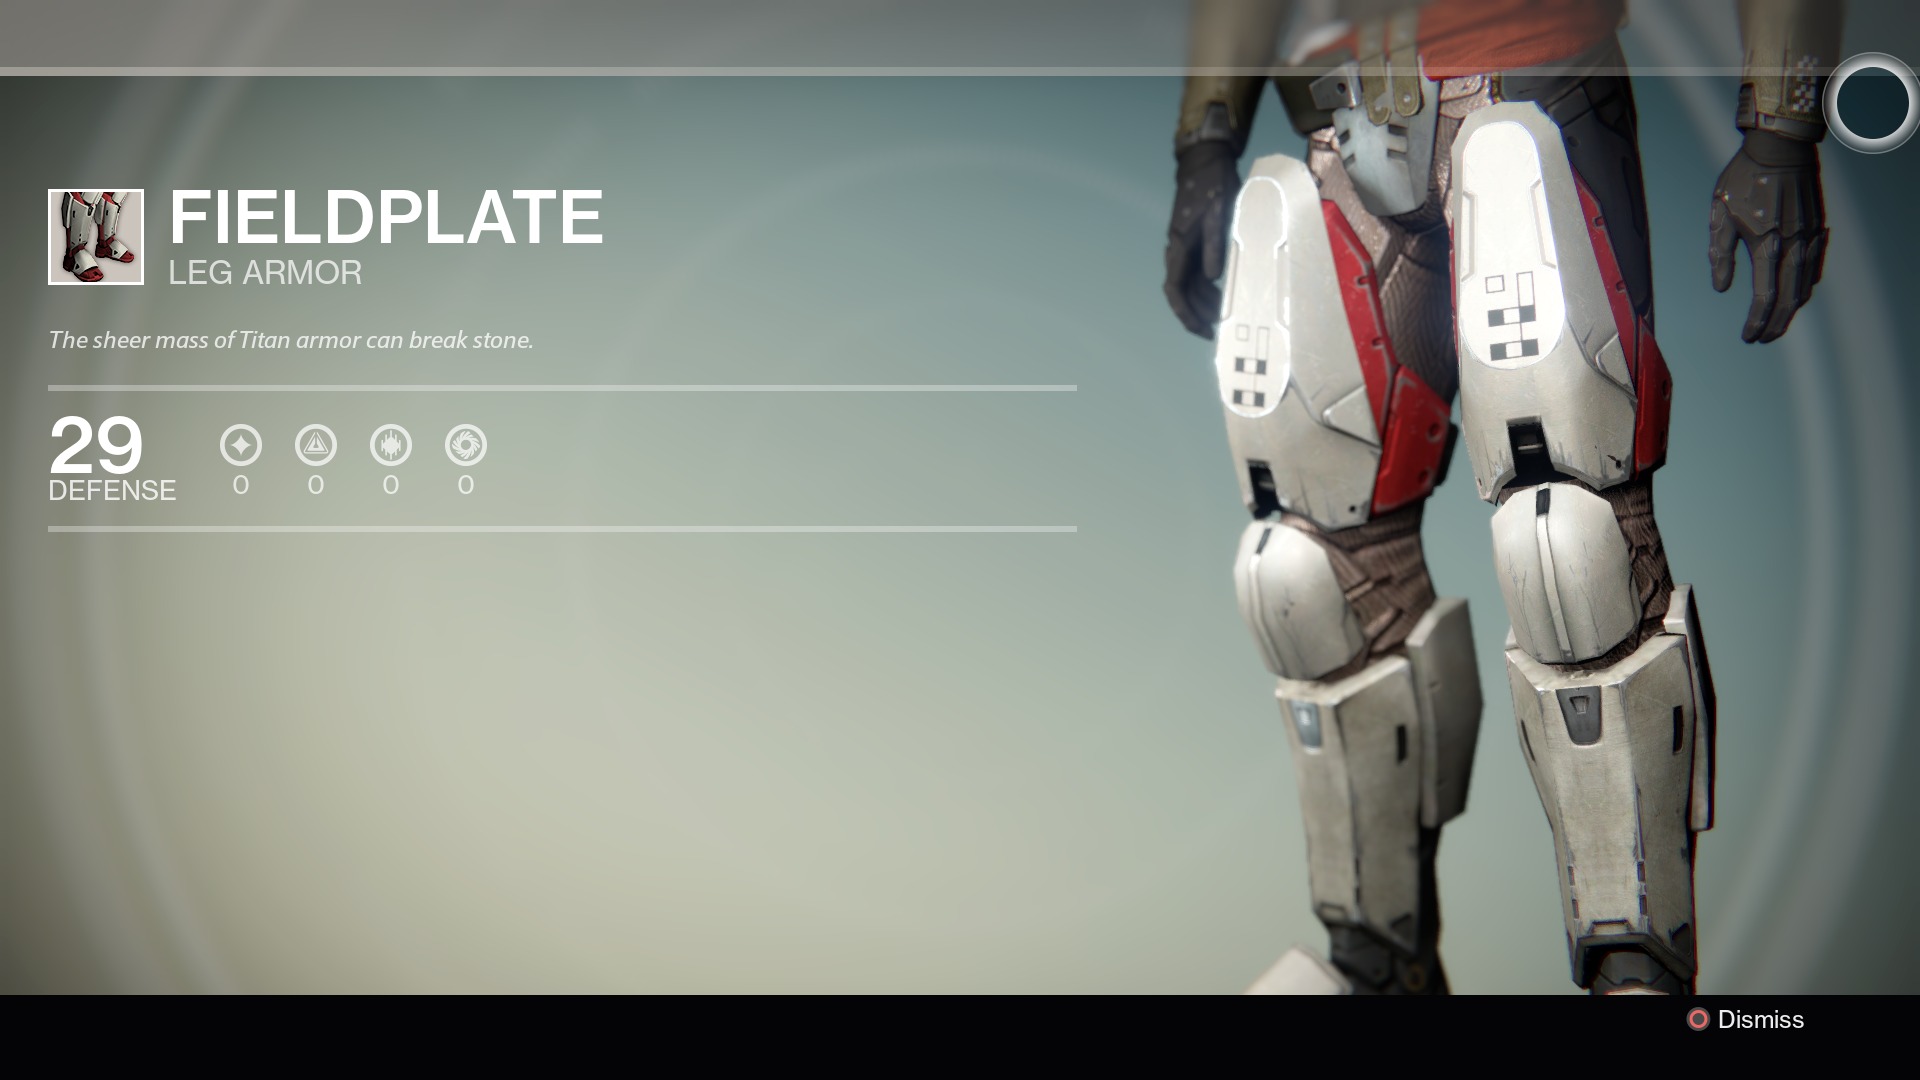 FIELDPLATE
LEG ARMOR
The sheer mass of Titan armor can break stone.
29
DEFENSE
0 0 0 0
Dismiss